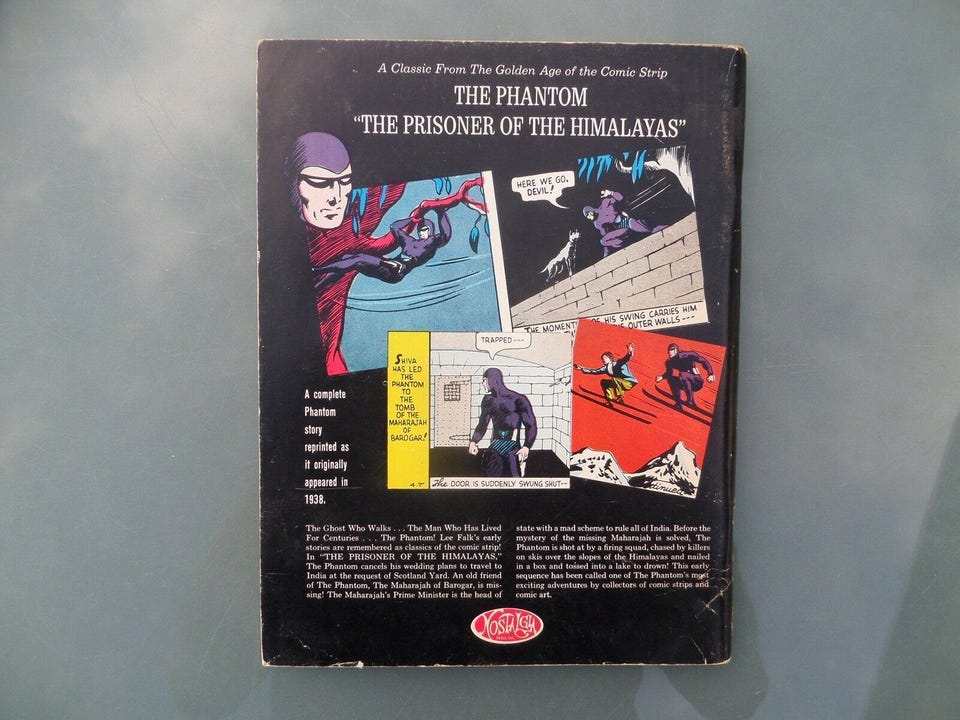 A Classic From The Golden Age of the Comic Strip
THE PHANTOM
“THE PRISONER OF THE HIMALAYAS”
HERE WE GO,
DEVIL!
THE MOMENT OF HIS SWING CARRIES HIM
OUTER WALLS---
TRAPPED---
SHIVA
HAS LED
THE
PHANTOM
TO
THE
TOMB
OF THE
MAHARAJAH
OF
BAROGAR!
4-7
The DOOR IS SUDDENLY SWUNG SHUT--
A complete
Phantom
story
reprinted as
it originally
appeared in
1938.
The Ghost Who Walks . . . The Man Who Has Lived
For Centuries . . . The Phantom! Lee Falk's early
stories are remembered as classics of the comic strip!
In “THE PRISONER OF THE HIMALAYAS,”
The Phantom cancels his wedding plans to travel to
India at the request of Scotland Yard. An old friend
of The Phantom, The Maharajah of Barogar, is mis-
sing! The Maharajah's Prime Minister is the head of
state with a mad scheme to rule all of India. Before the
mystery of the missing Maharajah is solved, The
Phantom is shot at by a firing squad, chased by killers
on skis over the slopes of the Himalayas and nailed
in a box and tossed into a lake to drown! This early
sequence has been called one of The Phantom's most
exciting adventures by collectors of comic strips and
comic art.
NOSTALGIA
PRESS INC.